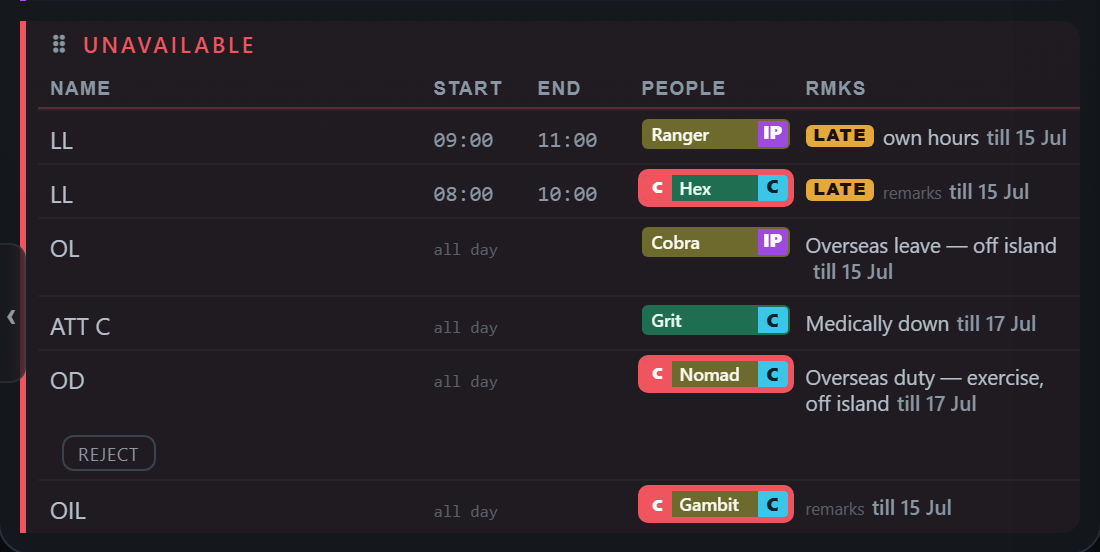 UNAVAILABLE
NAME START END PEOPLE RMKS
LL 09:00 11:00 Ranger IP LATE own hours till 15 Jul
LL 08:00 10:00 C Hex C LATE remarks till 15 Jul
OL all day Cobra IP Overseas leave — off island
till 15 Jul
ATT C all day Grit C Medically down till 17 Jul
OD all day C Nomad C Overseas duty — exercise,
off island till 17 Jul
REJECT
OIL all day C Gambit C remarks till 15 Jul